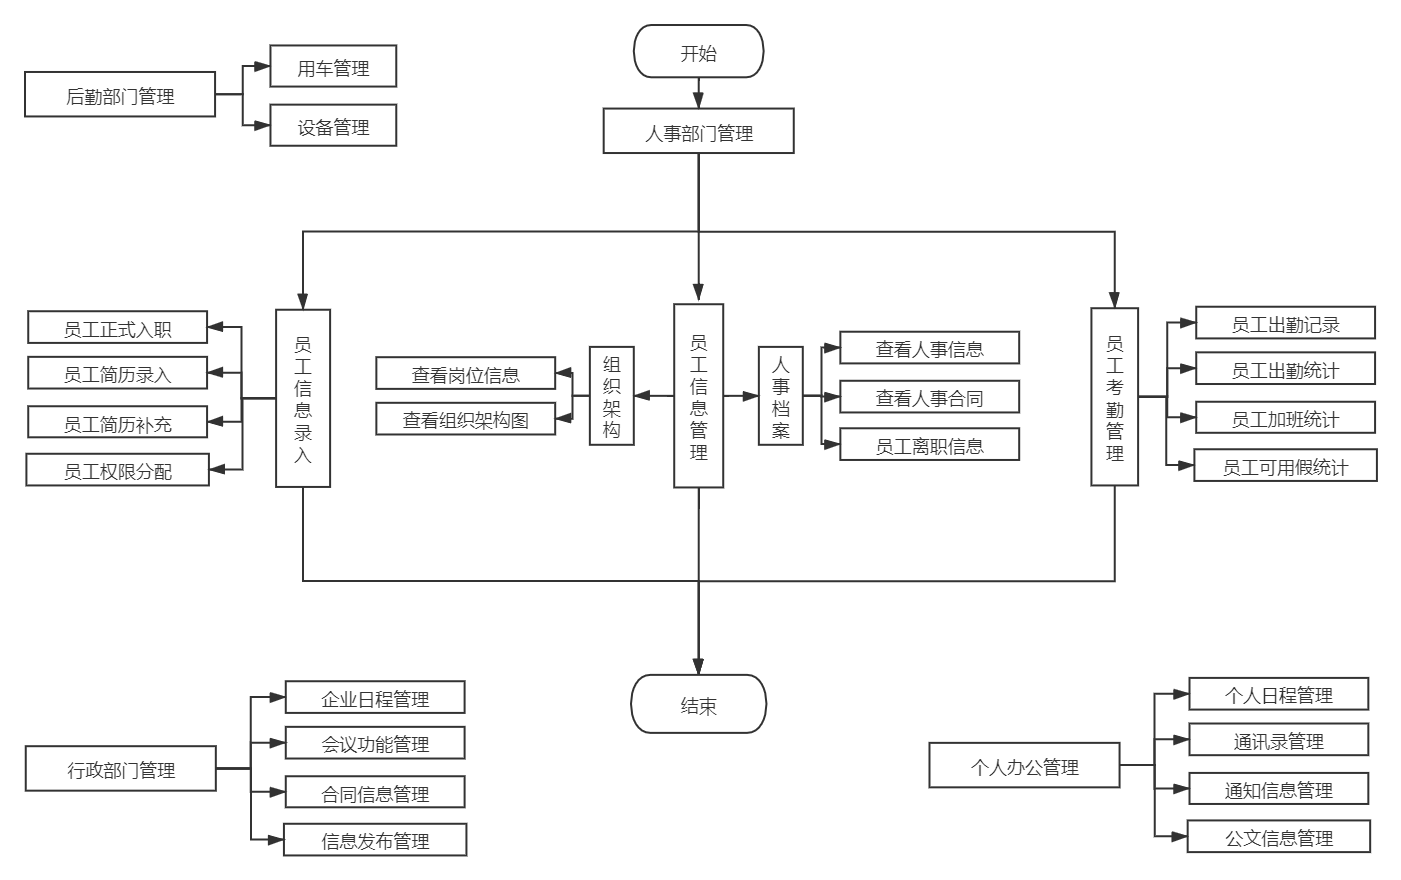 开始
人事部门管理
后勤部门管理
用车管理
设备管理
员工正式入职
员工简历录入
员工简历补充
员工权限分配
员工信息录入
查看岗位信息
查看组织架构图
组织架构
员工信息管理
人事档案
查看人事信息
查看人事合同
员工离职信息
员工考勤管理
员工出勤记录
员工出勤统计
员工加班统计
员工可用假统计
结束
行政部门管理
企业日程管理
会议功能管理
合同信息管理
信息发布管理
个人办公管理
个人日程管理
通讯录管理
通知信息管理
公文信息管理